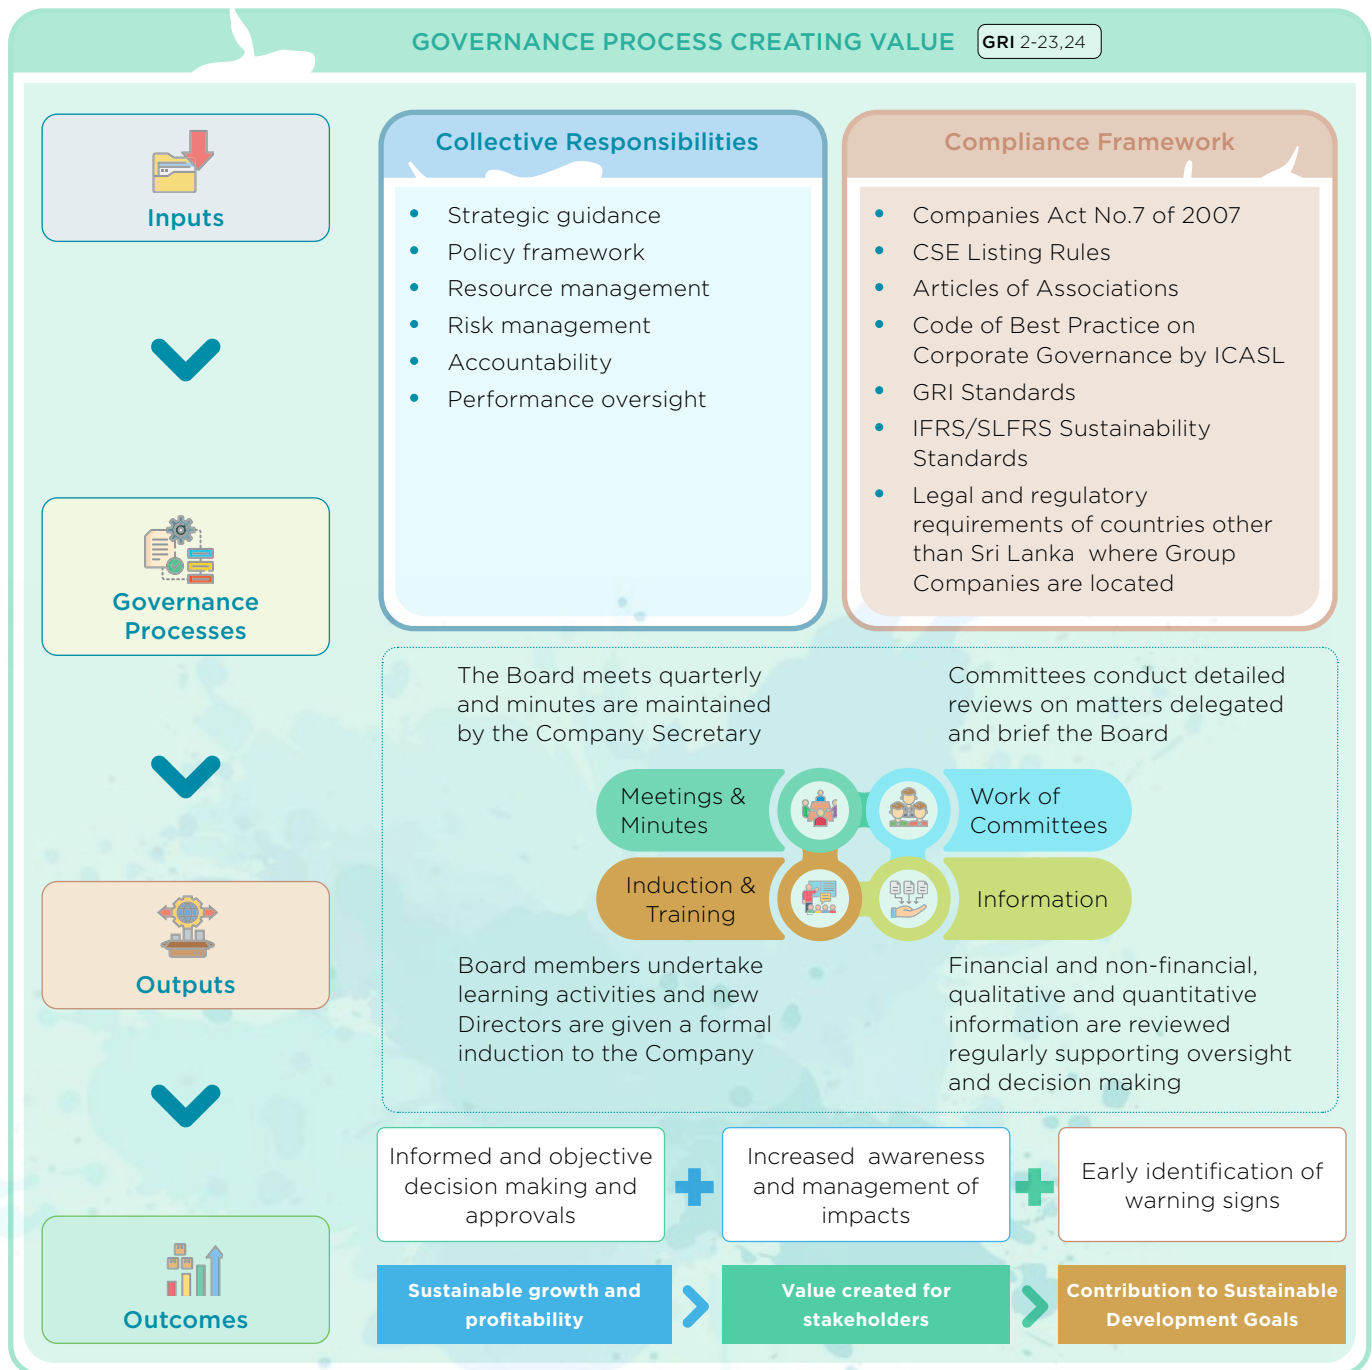 GOVERNANCE PROCESS CREATING VALUE
GRI 2-23,24
Inputs
Collective Responsibilities
• Strategic guidance
• Policy framework
• Resource management
• Risk management
• Accountability
• Performance oversight
Compliance Framework
• Companies Act No.7 of 2007
• CSE Listing Rules
• Articles of Associations
• Code of Best Practice on
Corporate Governance by ICASL
• GRI Standards
• IFRS/SLFRS Sustainability
Standards
• Legal and regulatory
requirements of countries other
than Sri Lanka where Group
Companies are located
Governance
Processes
The Board meets quarterly
and minutes are maintained
by the Company Secretary
Committees conduct detailed
reviews on matters delegated
and brief the Board
Meetings &
Minutes
Work of
Committees
Induction &
Training
Information
Board members undertake
learning activities and new
Directors are given a formal
induction to the Company
Financial and non-financial,
qualitative and quantitative
information are reviewed
regularly supporting oversight
and decision making
Outputs
Informed and objective
decision making and
approvals
Increased awareness
and management of
impacts
Early identification of
warning signs
Outcomes
Sustainable growth and
profitability
Value created for
stakeholders
Contribution to Sustainable
Development Goals